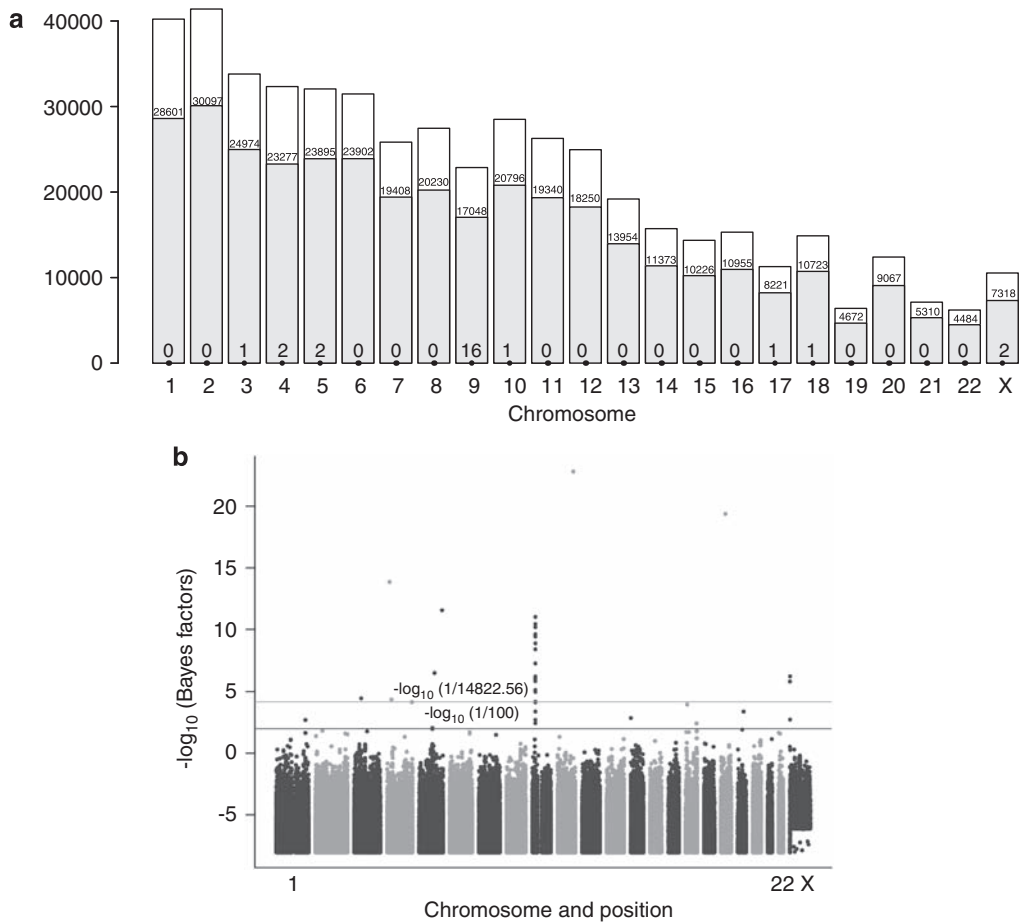 a
40000
30000
20000
10000
0
28601 30097 24974 23277 23895 23902 19408 20230 17048 20796 19340 18250 13954 11373 10226 10955 8221 10723 4672 9067 5310 4484 7318
0 0 1 2 2 0 0 0 16 1 0 0 0 0 0 0 1 1 0 0 0 0 2
1 2 3 4 5 6 7 8 9 10 11 12 13 14 15 16 17 18 19 20 21 22 X
Chromosome
b
-log10 (Bayes factors)
20
15
10
5
0
-5
-log10 (1/14822.56)
-log10 (1/100)
1 22 X
Chromosome and position